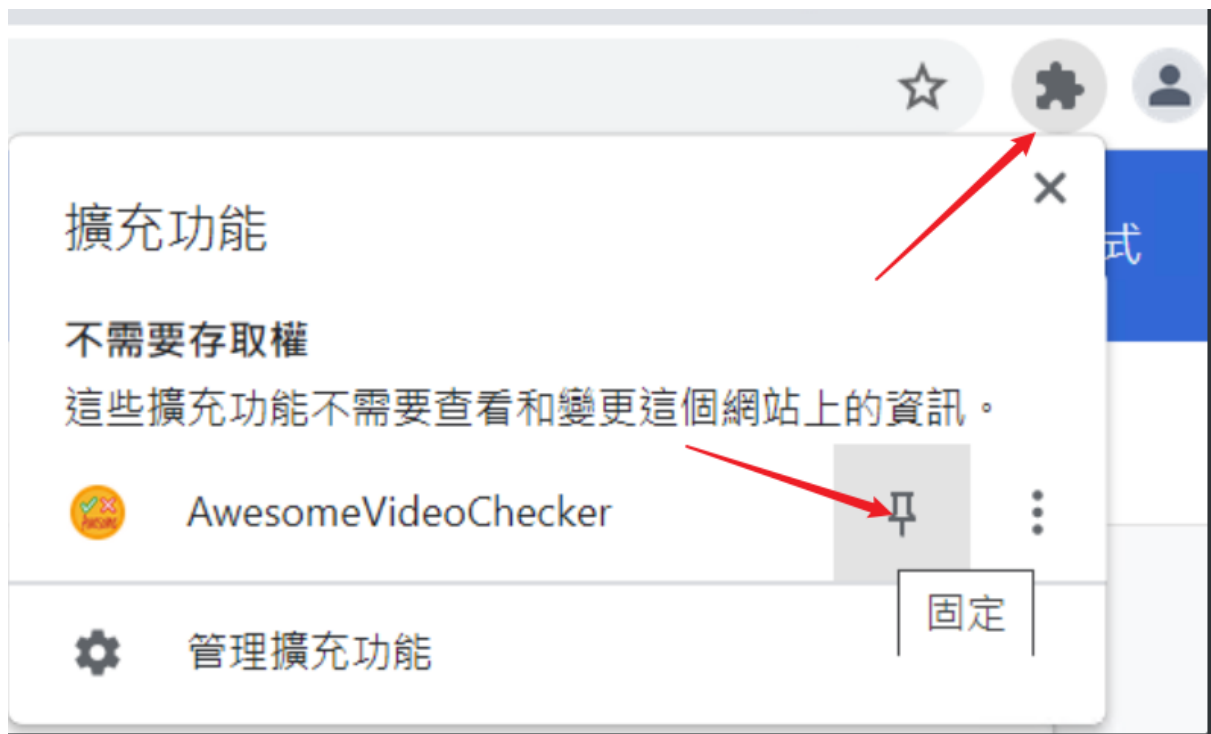 擴充功能
式
不需要存取權
這些擴充功能不需要查看和變更這個網站上的資訊。
AwesomeVideoChecker
固定
管理擴充功能